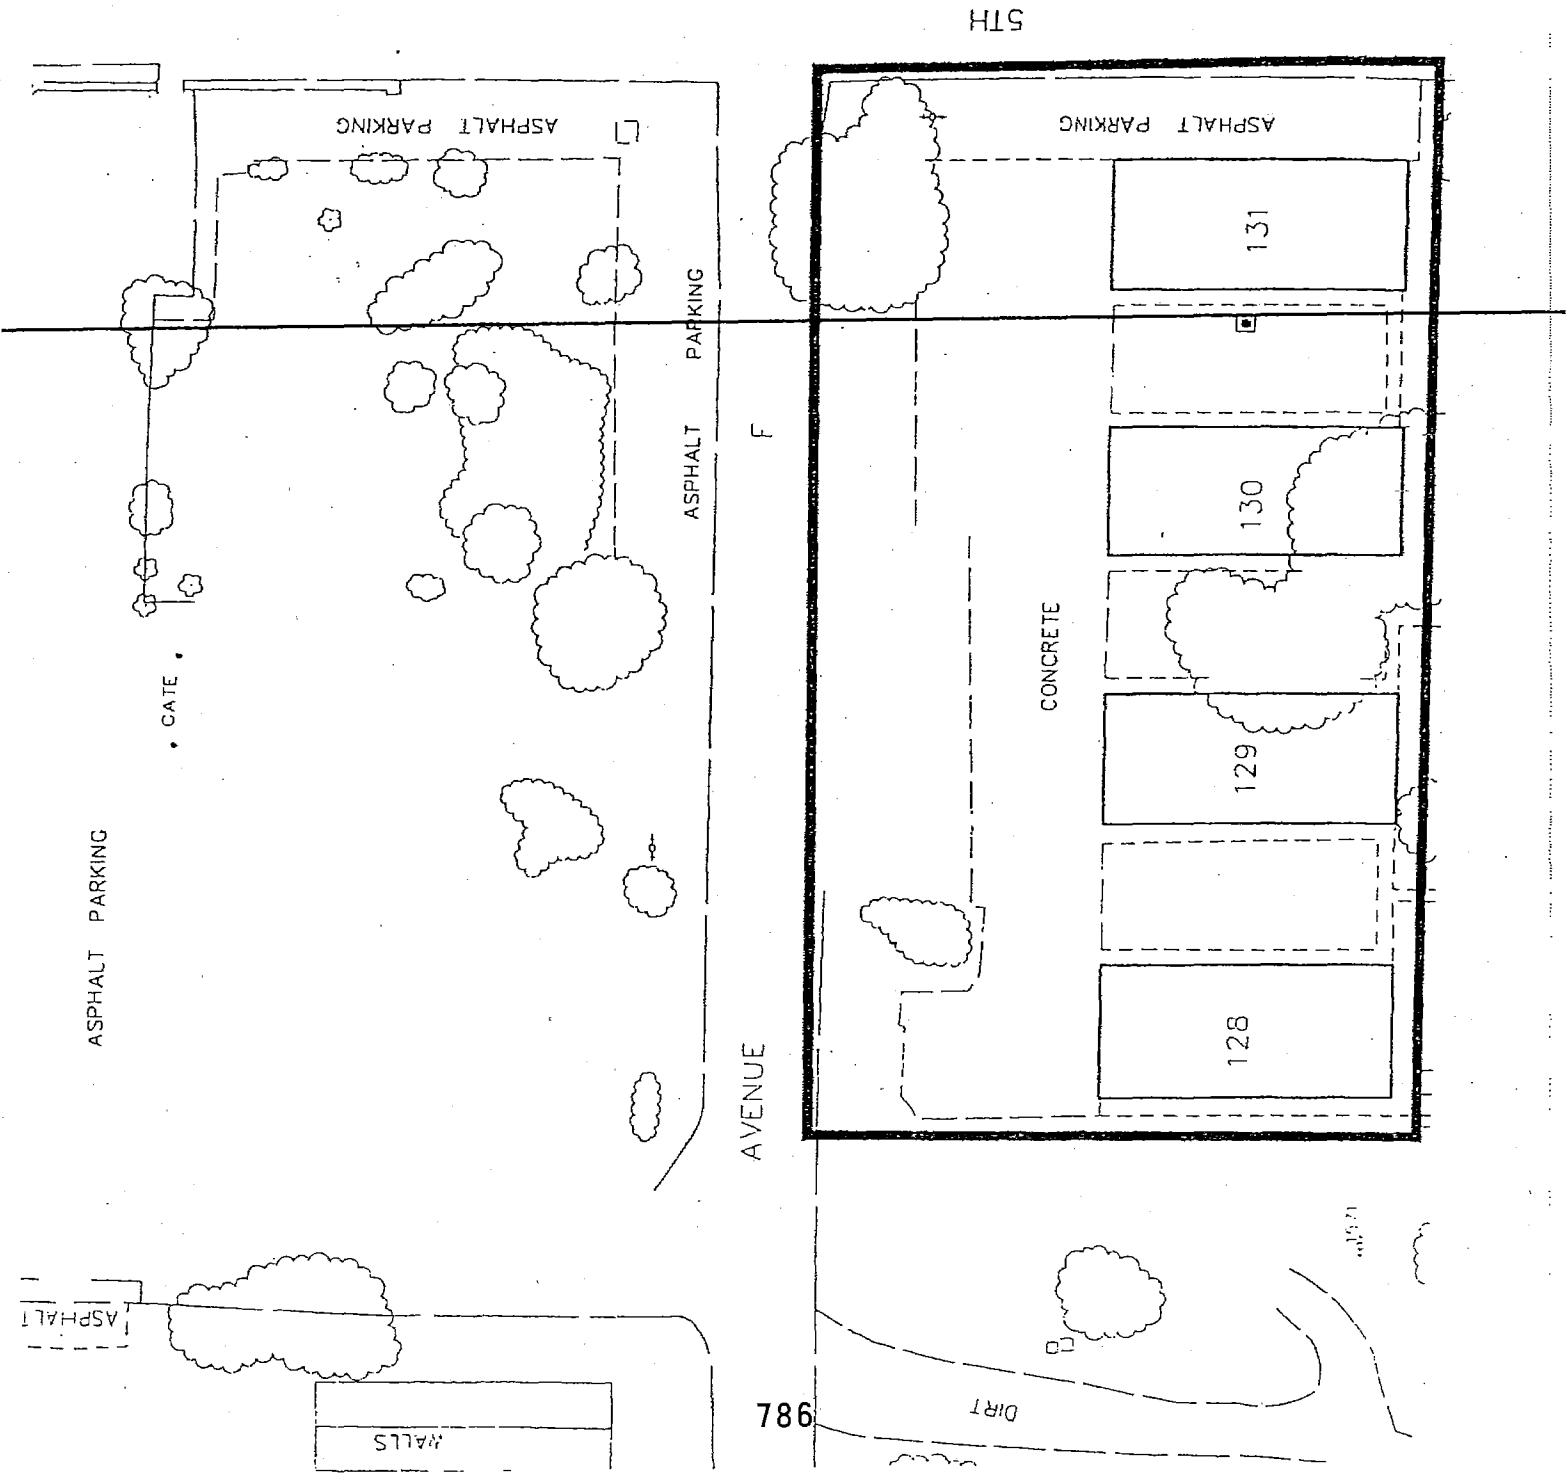 5TH
ASPHALT PARKING
ASPHALT PARKING
131
ASPHALT PARKING
F
130
CONCRETE
GATE
129
ASPHALT PARKING
128
AVENUE
ASPHALT
WALLS
786
DIRT